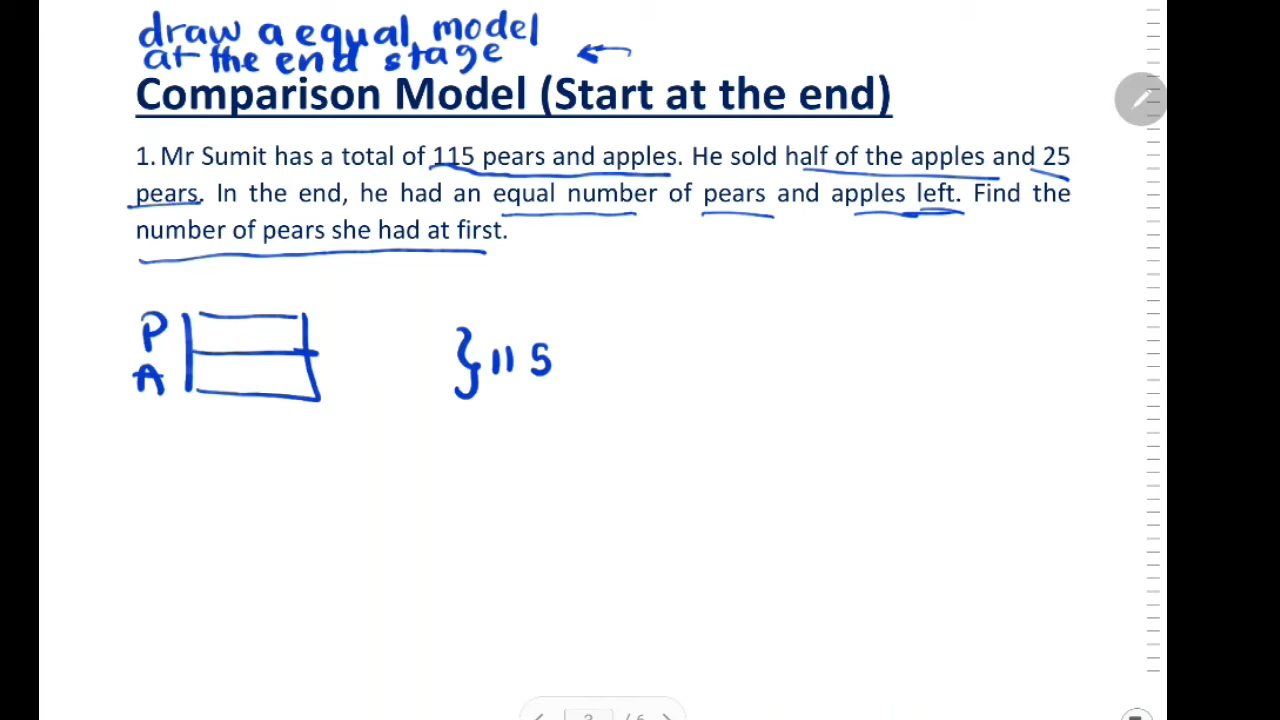 draw a equal model
at the end stage
Comparison Model (Start at the end)
1. Mr Sumit has a total of 115 pears and apples. He sold half of the apples and 25
pears. In the end, he had an equal number of pears and apples left. Find the
number of pears she had at first.
P
A
} 115
/ 6